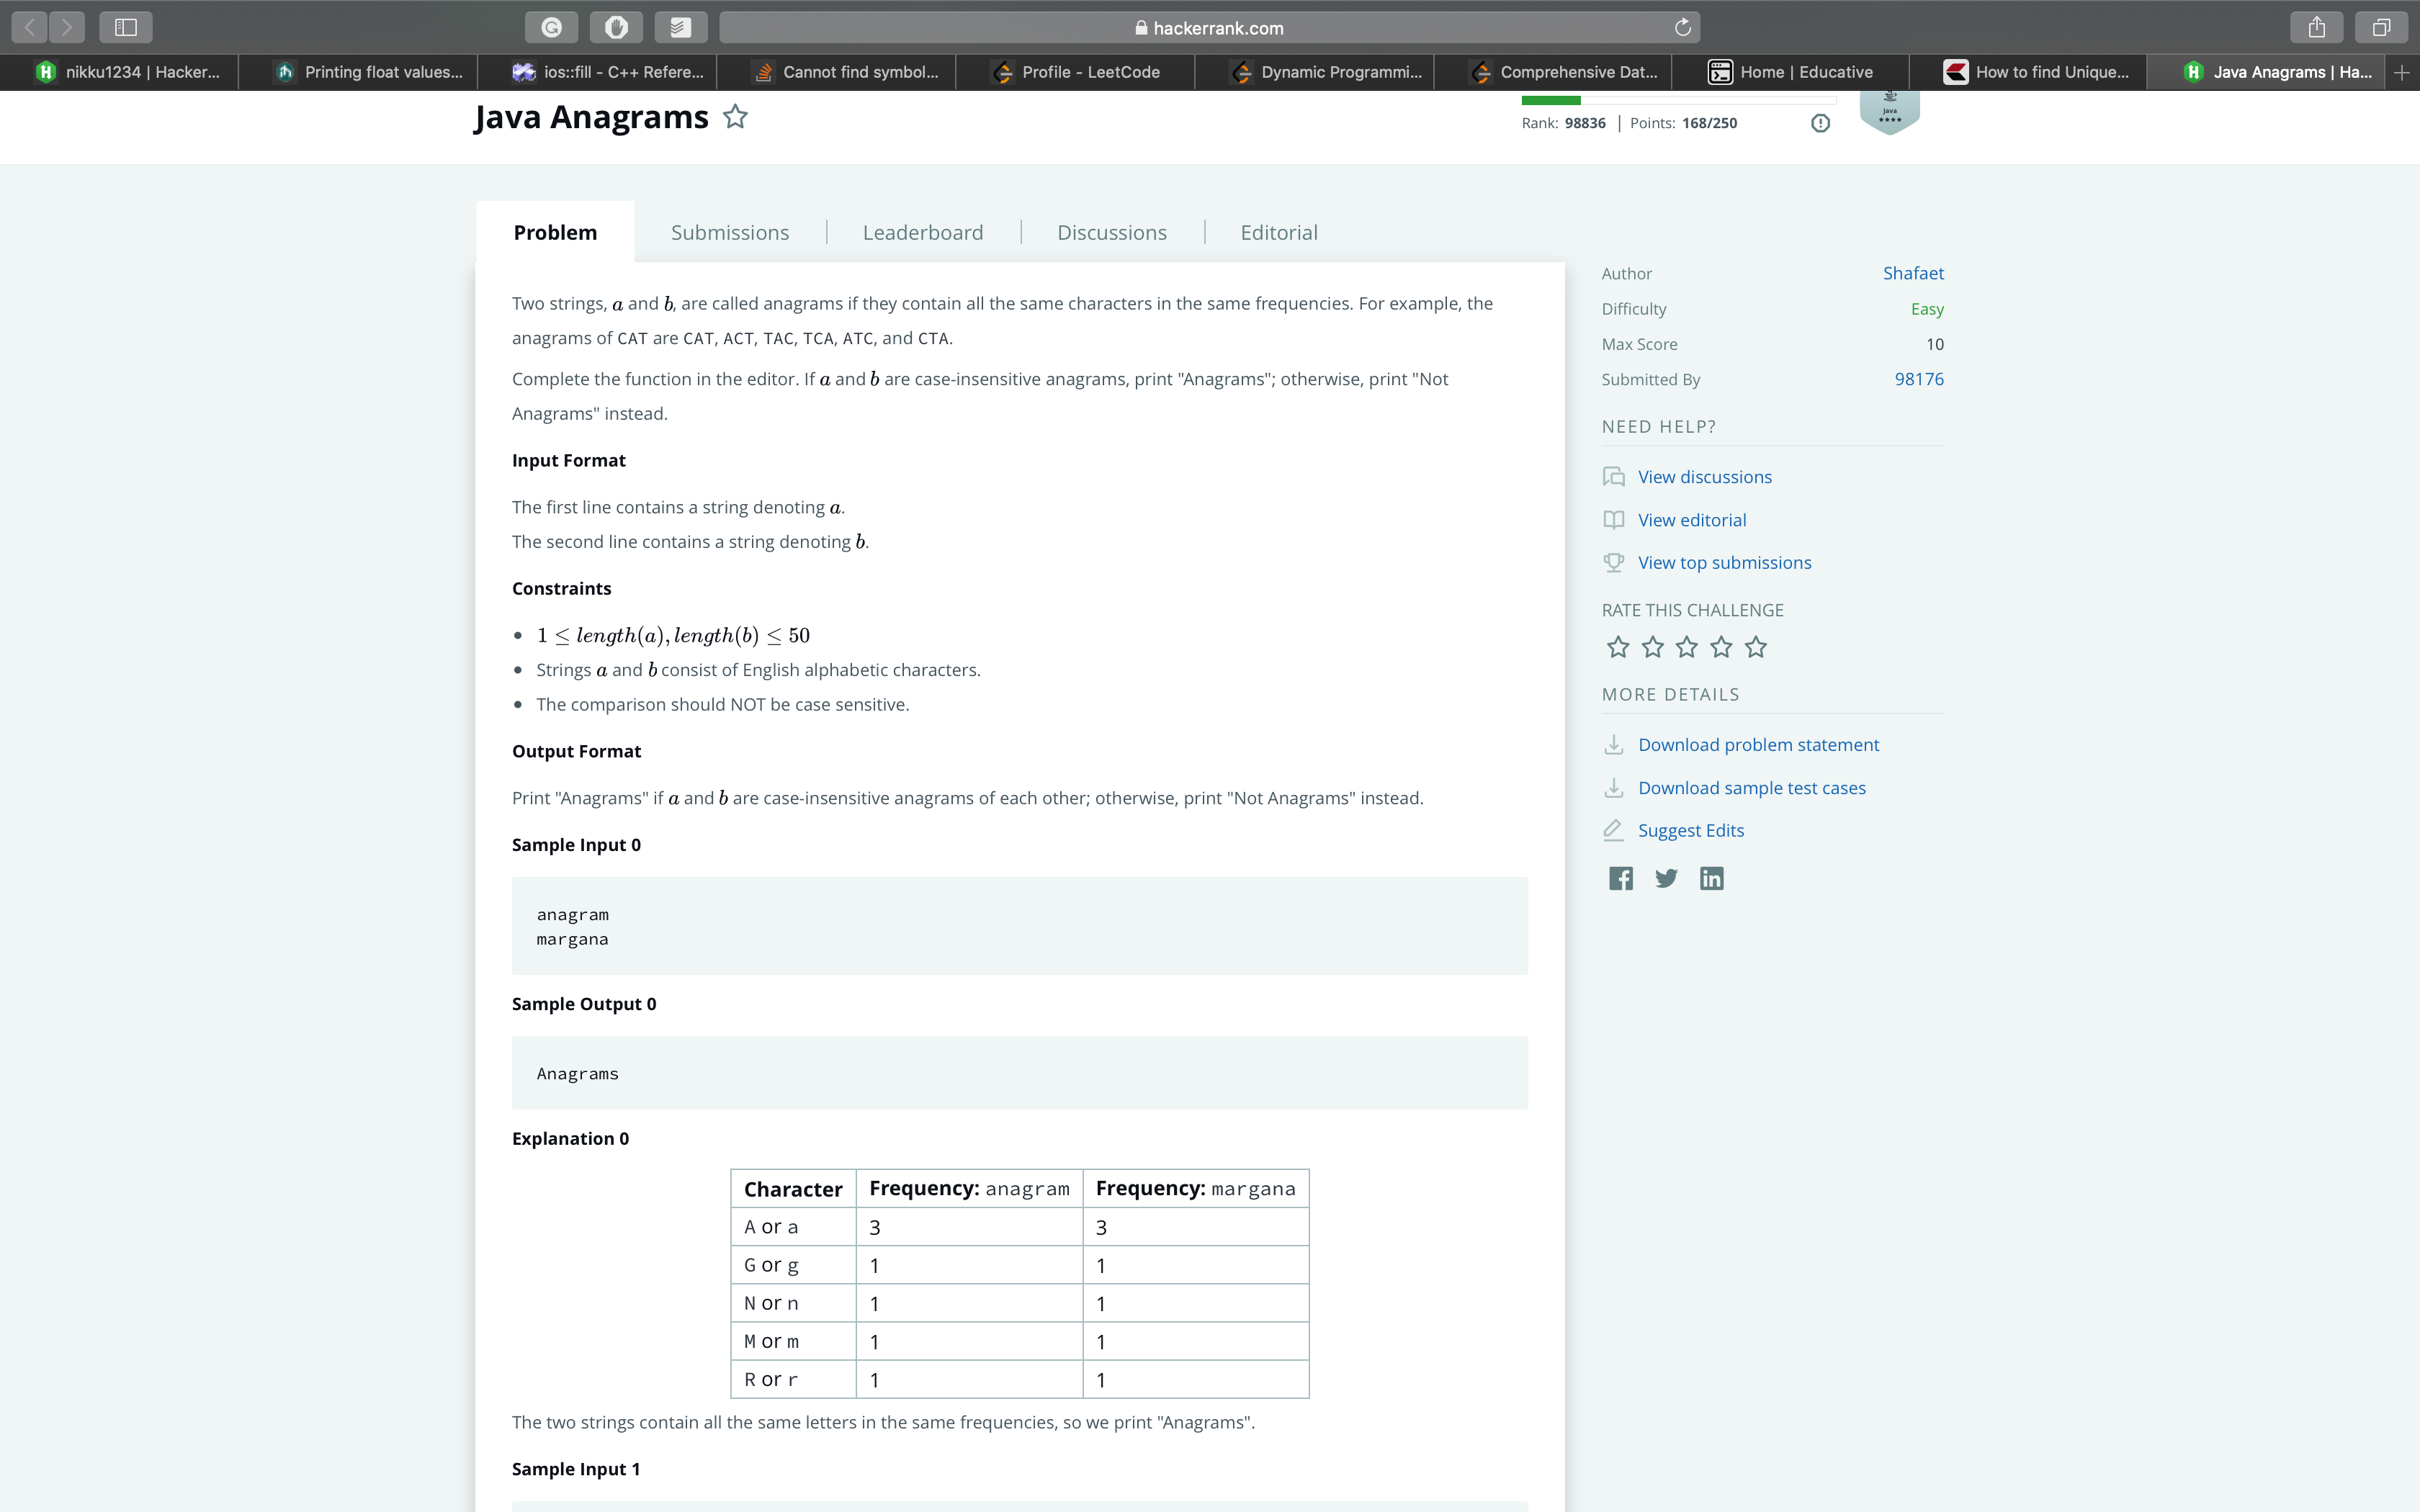 hackerrank.com
nikku1234 | Hacker...
Printing float values...
ios::fill - C++ Refere...
Cannot find symbol...
Profile - LeetCode
Dynamic Programmi...
Comprehensive Dat...
Home | Educative
How to find Unique...
Java Anagrams | Ha...
Java Anagrams
Rank: 98836 | Points: 168/250
Java
Problem
Submissions
Leaderboard
Discussions
Editorial
Two strings, a and b, are called anagrams if they contain all the same characters in the same frequencies. For example, the
anagrams of CAT are CAT, ACT, TAC, TCA, ATC, and CTA.
Complete the function in the editor. If a and b are case-insensitive anagrams, print "Anagrams"; otherwise, print "Not
Anagrams" instead.
Input Format
The first line contains a string denoting a.
The second line contains a string denoting b.
Constraints
• 1 ≤ length(a), length(b) ≤ 50
• Strings a and b consist of English alphabetic characters.
• The comparison should NOT be case sensitive.
Output Format
Print "Anagrams" if a and b are case-insensitive anagrams of each other; otherwise, print "Not Anagrams" instead.
Sample Input 0
anagram
margana
Sample Output 0
Anagrams
Explanation 0
Character Frequency: anagram Frequency: margana
A or a 3 3
G or g 1 1
N or n 1 1
M or m 1 1
R or r 1 1
The two strings contain all the same letters in the same frequencies, so we print "Anagrams".
Sample Input 1
Author Shafaet
Difficulty Easy
Max Score 10
Submitted By 98176
NEED HELP?
View discussions
View editorial
View top submissions
RATE THIS CHALLENGE
MORE DETAILS
Download problem statement
Download sample test cases
Suggest Edits